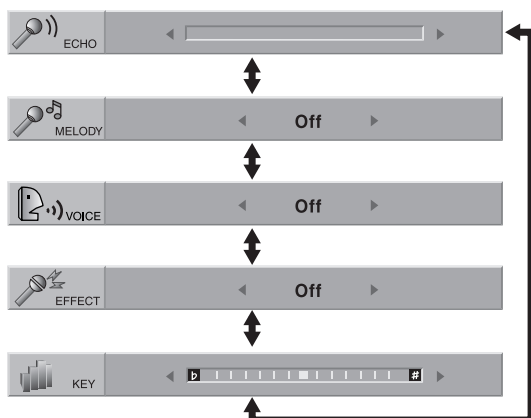 ECHO
MELODY Off
VOICE Off
EFFECT Off
KEY ♭ #